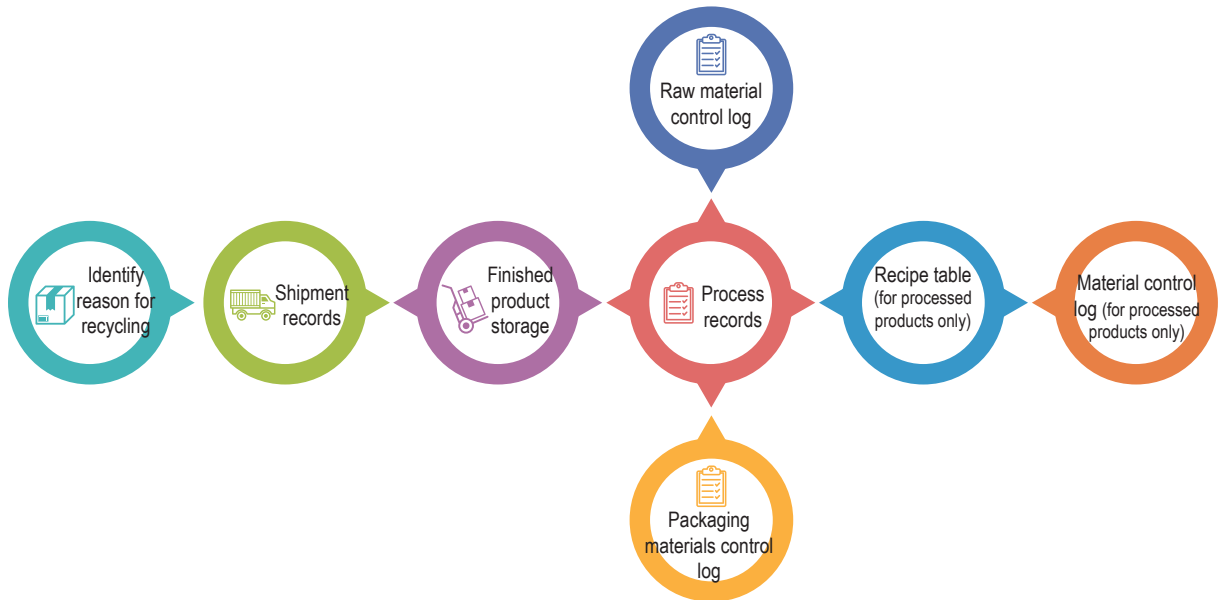 Raw material
control log
Identify
reason for
recycling
Shipment
records
Finished
product
storage
Process
records
Recipe table
(for processed
products only)
Material control
log (for processed
products only)
Packaging
materials control
log